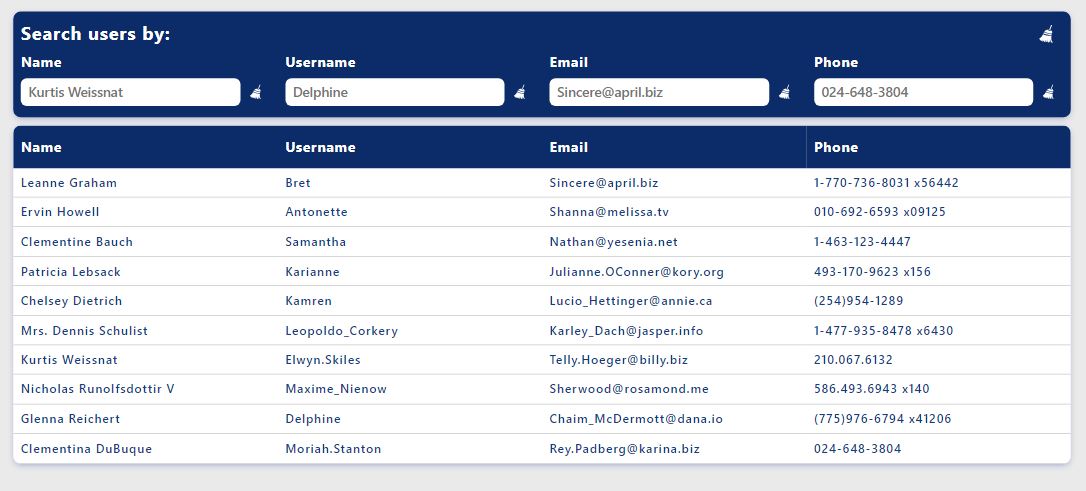 Search users by:
Name Username Email Phone
Kurtis Weissnat Delphine Sincere@april.biz 024-648-3804
Name Username Email Phone
Leanne Graham Bret Sincere@april.biz 1-770-736-8031 x56442
Ervin Howell Antonette Shanna@melissa.tv 010-692-6593 x09125
Clementine Bauch Samantha Nathan@yesenia.net 1-463-123-4447
Patricia Lebsack Karianne Julianne.OConner@kory.org 493-170-9623 x156
Chelsey Dietrich Kamren Lucio_Hettinger@annie.ca (254)954-1289
Mrs. Dennis Schulist Leopoldo_Corkery Karley_Dach@jasper.info 1-477-935-8478 x6430
Kurtis Weissnat Elwyn.Skiles Telly.Hoeger@billy.biz 210.067.6132
Nicholas Runolfsdottir V Maxime_Nienow Sherwood@rosamond.me 586.493.6943 x140
Glenna Reichert Delphine Chaim_McDermott@dana.io (775)976-6794 x41206
Clementina DuBuque Moriah.Stanton Rey.Padberg@karina.biz 024-648-3804